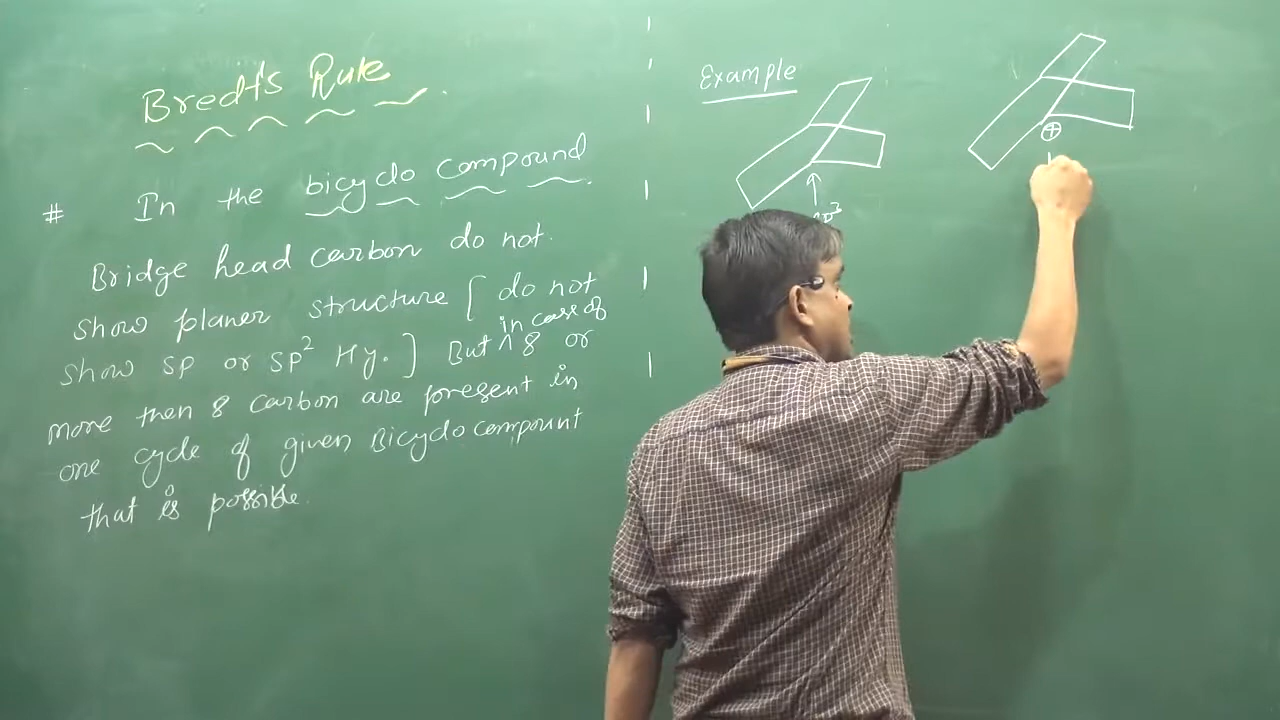 Bredt's Rule
# In the bicyclo compound
Bridge head carbon do not.
show planer structure [ do not
show sp or sp² Hy. ] But ^ in case of 8 or
more then 8 carbon are present in
one cycle of given Bicyclo compount
that is possible.
Example
⊕